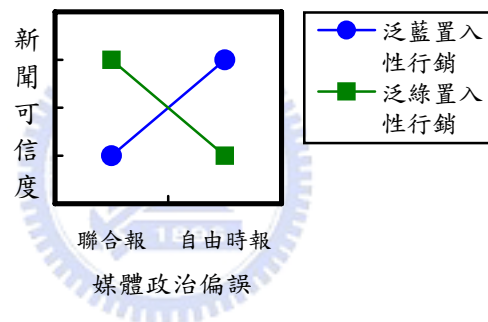 新聞可信度
泛藍置入
性行銷
泛綠置入
性行銷
聯合報 自由時報
媒體政治偏誤